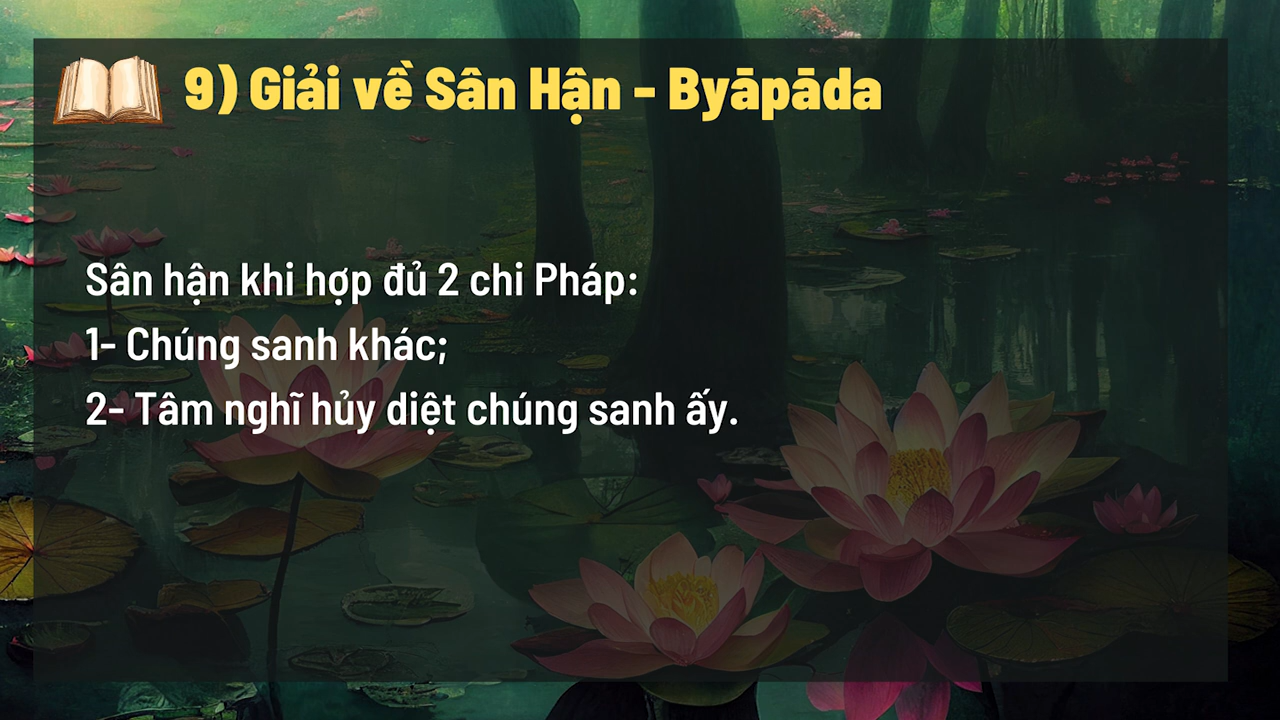 9) Giải về Sân Hận - Byāpāda
Sân hận khi hợp đủ 2 chi Pháp:
1- Chúng sanh khác;
2- Tâm nghĩ hủy diệt chúng sanh ấy.